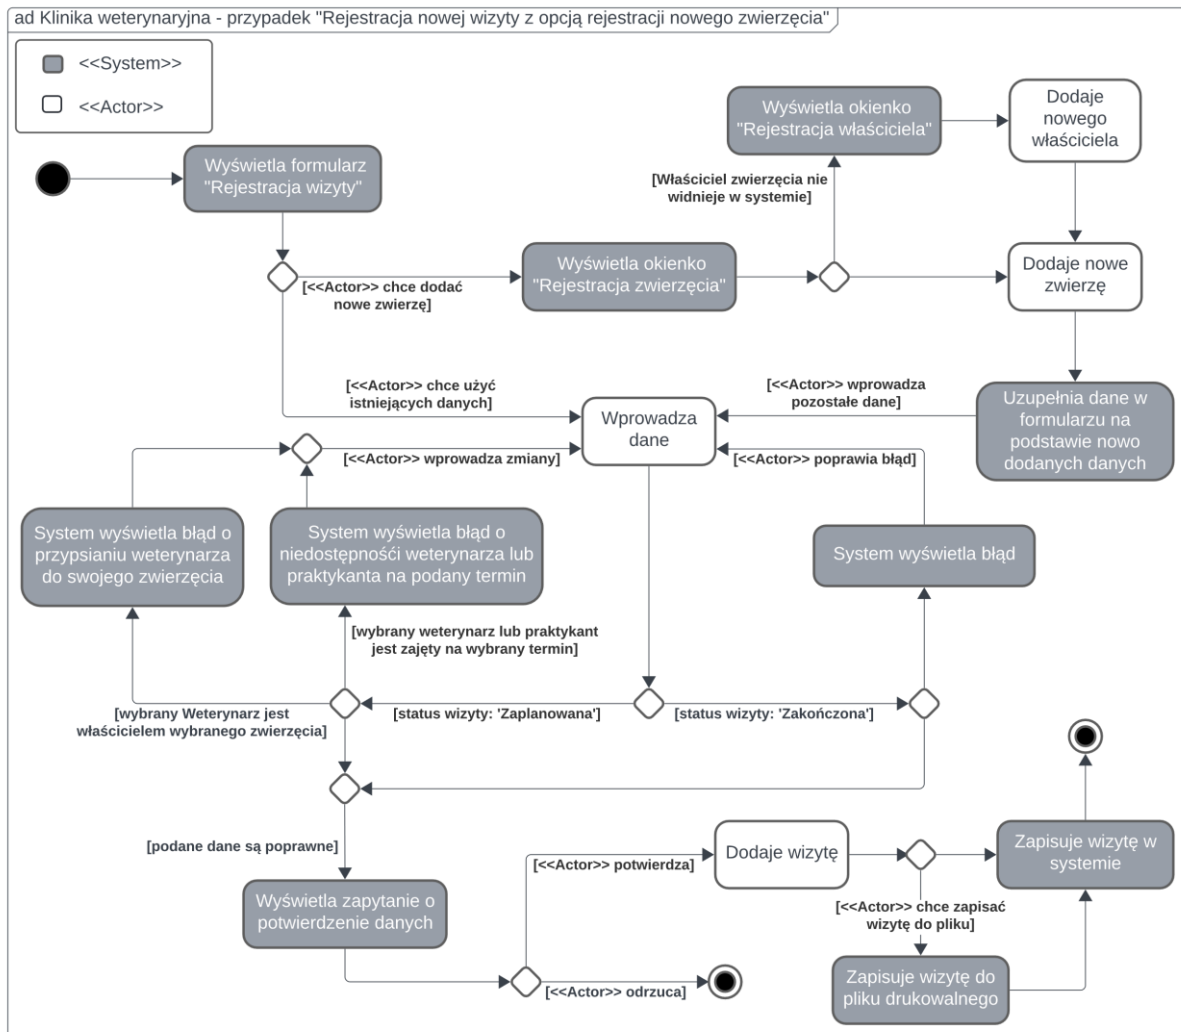 ad Klinika weterynaryjna - przypadek "Rejestracja nowej wizyty z opcją rejestracji nowego zwierzęcia"
<<System>>
<<Actor>>
Wyświetla formularz
"Rejestracja wizyty"
Wyświetla okienko
"Rejestracja właściciela"
Dodaje
nowego
właściciela
[Właściciel zwierzęcia nie
widnieje w systemie]
[<<Actor>> chce dodać
nowe zwierzę]
Wyświetla okienko
"Rejestracja zwierzęcia"
Dodaje nowe
zwierzę
[<<Actor>> chce użyć
istniejących danych]
Wprowadza
dane
[<<Actor>> wprowadza
pozostałe dane]
Uzupełnia dane w
formularzu na
podstawie nowo
dodanych danych
[<<Actor>> wprowadza zmiany]
[<<Actor>> poprawia błąd]
System wyświetla błąd o
przypsianiu weterynarza
do swojego zwierzęcia
System wyświetla błąd o
niedostępnośći weterynarza lub
praktykanta na podany termin
System wyświetla błąd
[wybrany weterynarz lub praktykant
jest zajęty na wybrany termin]
[wybrany Weterynarz jest
właścicielem wybranego zwierzęcia]
[status wizyty: 'Zaplanowana']
[status wizyty: 'Zakończona']
[podane dane są poprawne]
Wyświetla zapytanie o
potwierdzenie danych
[<<Actor>> potwierdza]
[<<Actor>> odrzuca]
Dodaje wizytę
[<<Actor>> chce zapisać
wizytę do pliku]
Zapisuje wizytę w
systemie
Zapisuje wizytę do
pliku drukowalnego